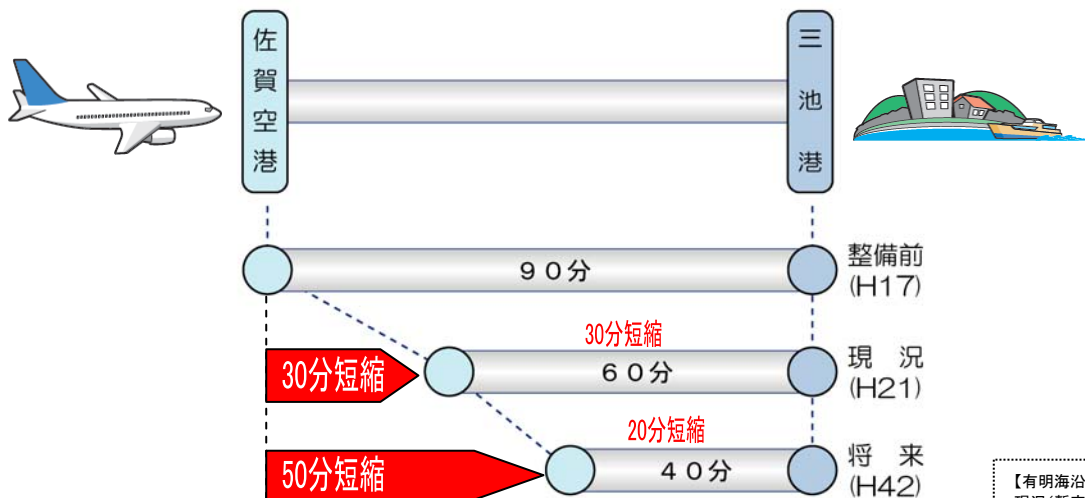 佐賀空港
三池港
９０分
整備前
(H17)
30分短縮
30分短縮
６０分
現　況
(H21)
20分短縮
50分短縮
４０分
将　来
(H42)
【有明海沿